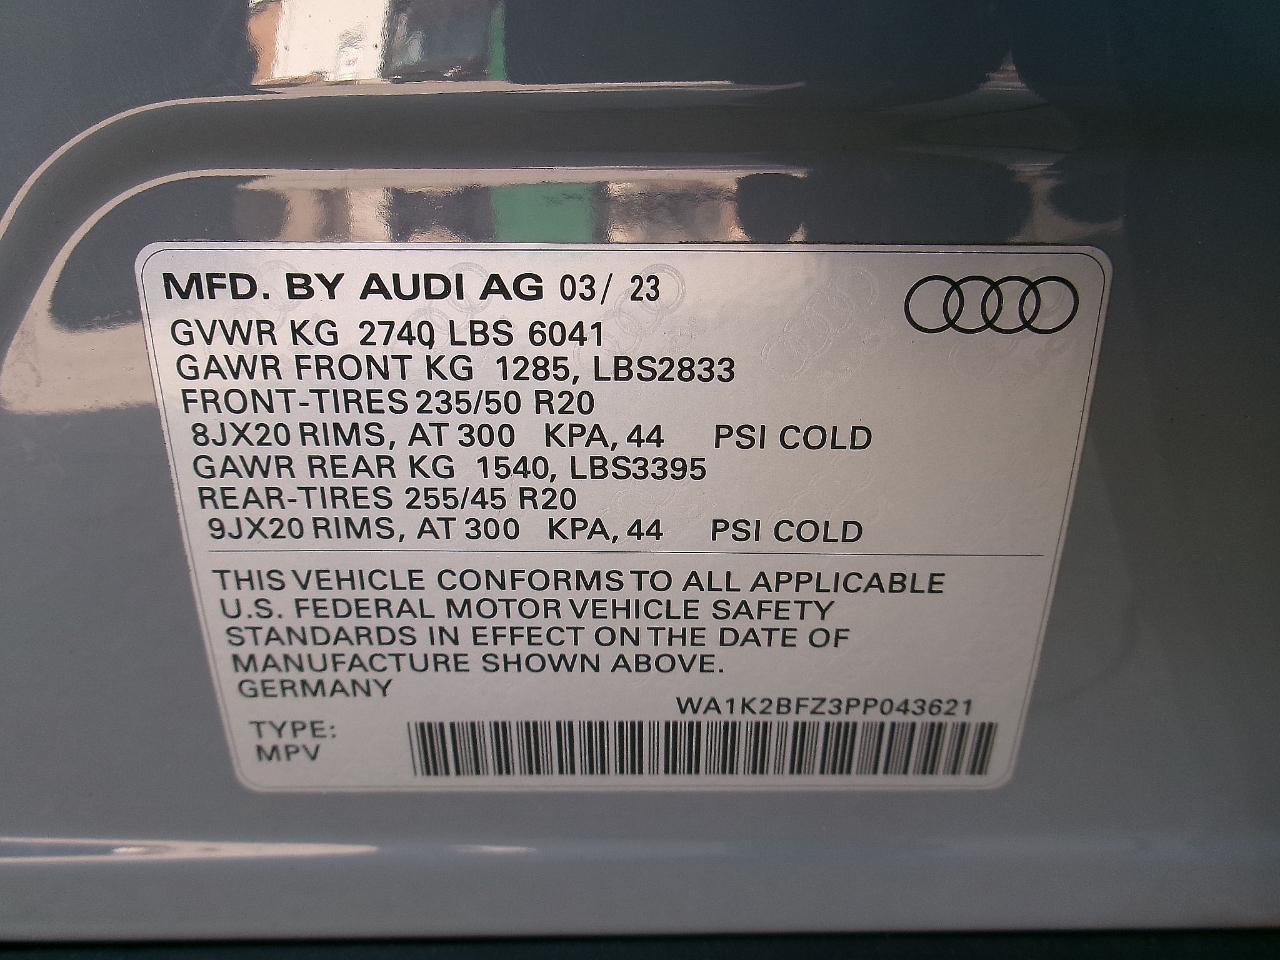 MFD. BY AUDI AG 03/ 23
GVWR KG 2740 LBS 6041
GAWR FRONT KG 1285, LBS2833
FRONT-TIRES 235/50 R20
8JX20 RIMS, AT 300 KPA, 44 PSI COLD
GAWR REAR KG 1540, LBS3395
REAR-TIRES 255/45 R20
9JX20 RIMS, AT 300 KPA, 44 PSI COLD
THIS VEHICLE CONFORMS TO ALL APPLICABLE
U.S. FEDERAL MOTOR VEHICLE SAFETY
STANDARDS IN EFFECT ON THE DATE OF
MANUFACTURE SHOWN ABOVE.
GERMANY
WA1K2BFZ3PP043621
TYPE:
MPV